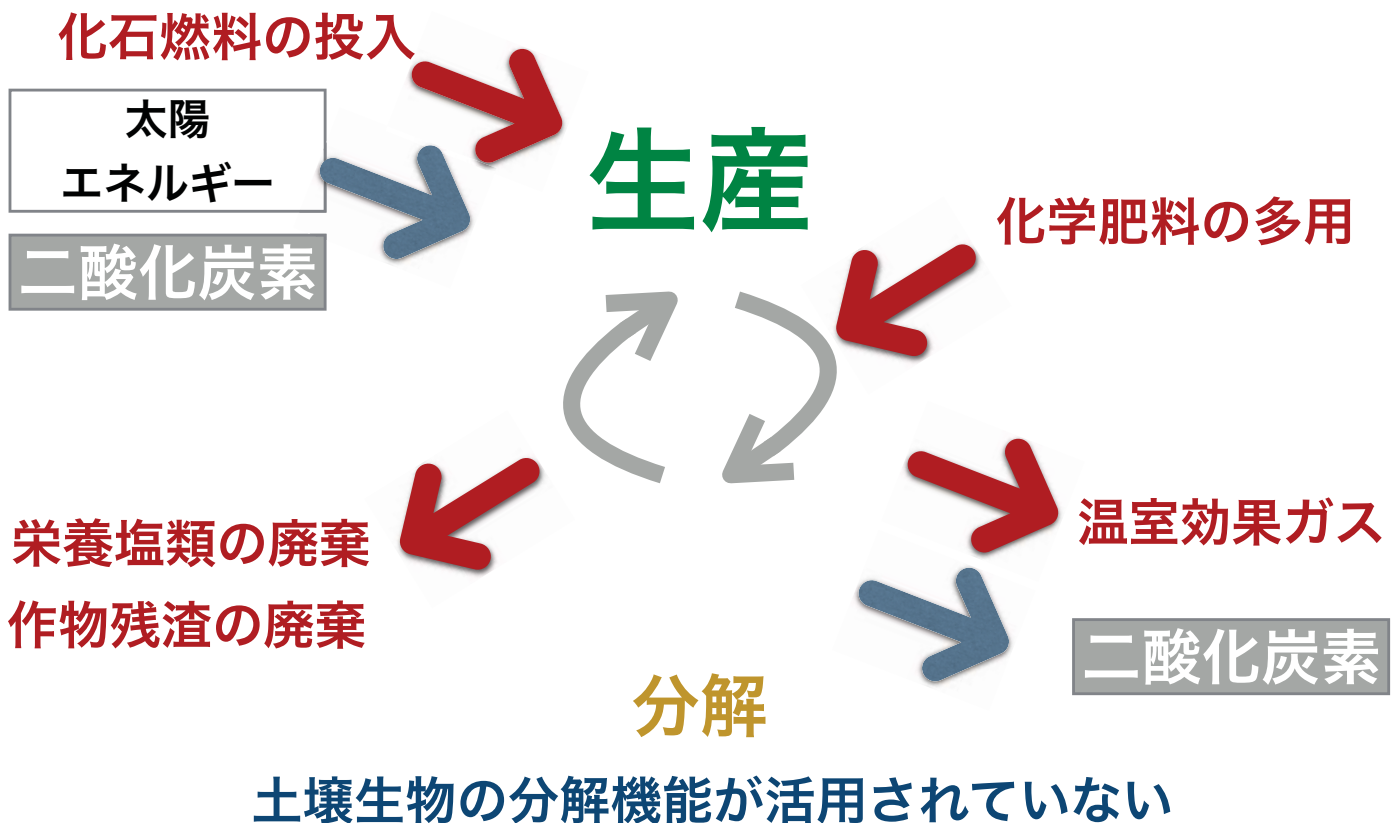 化石燃料の投入
太陽
エネルギー
二酸化炭素
生産
化学肥料の多用
栄養塩類の廃棄
作物残渣の廃棄
温室効果ガス
二酸化炭素
分解
土壌生物の分解機能が活用されていない